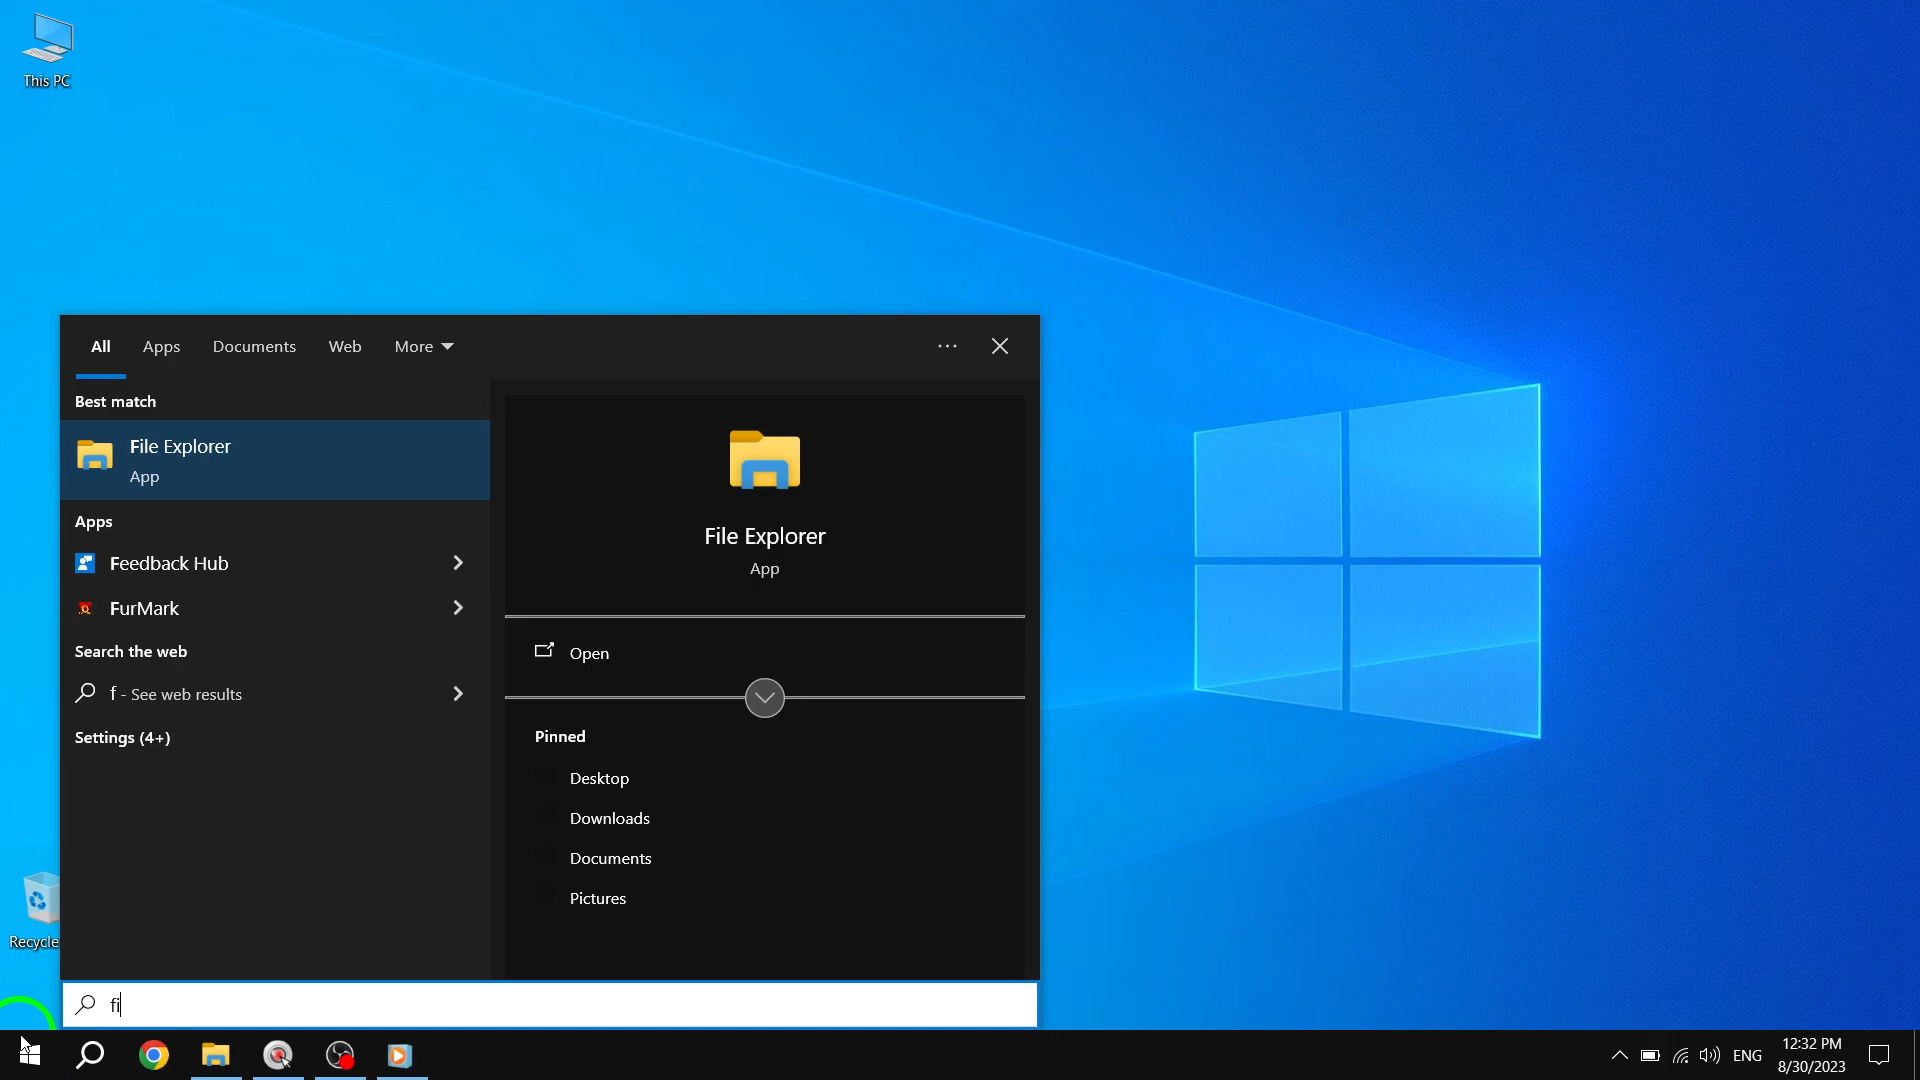 This PC
All
Apps
Documents
Web
More
Best match
File Explorer
App
Apps
Feedback Hub
FurMark
Search the web
f - See web results
Settings (4+)
File Explorer
App
Open
Pinned
Desktop
Downloads
Documents
Pictures
Recycle
fi
ENG
12:32 PM
8/30/2023